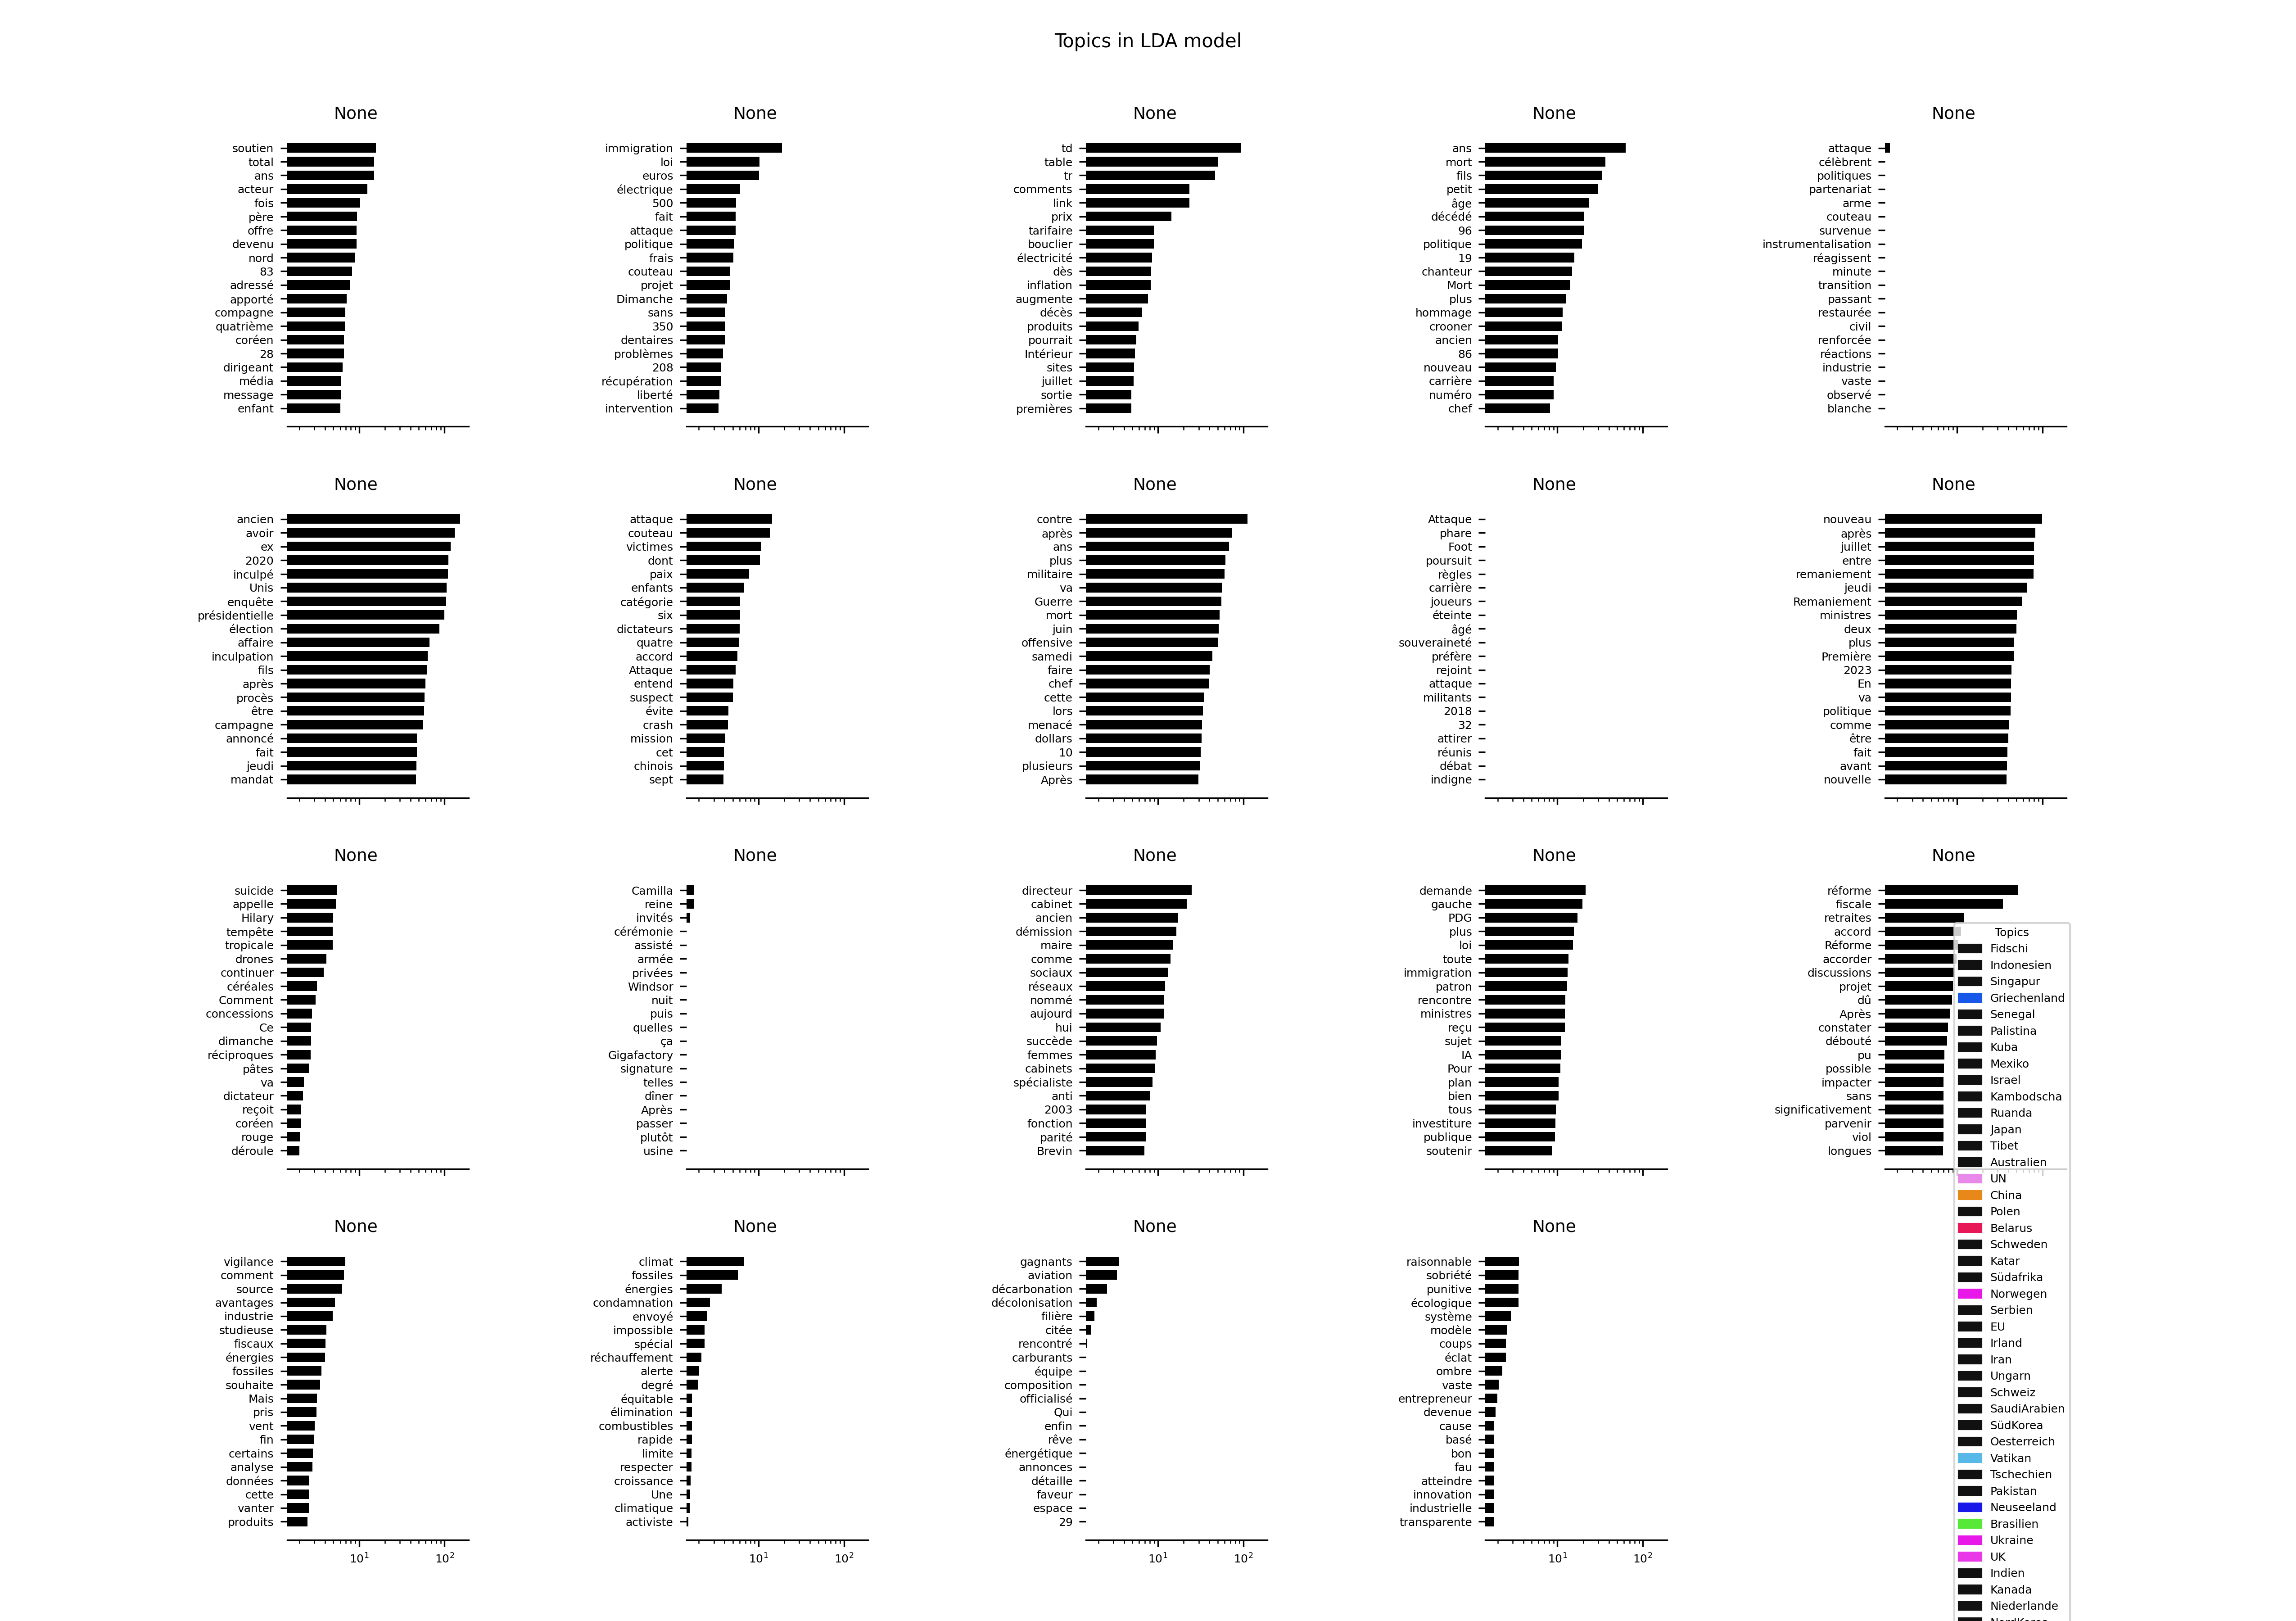 Topics in LDA model
None
soutien
total
ans
acteur
fois
père
offre
devenu
nord
83
adressé
apporté
compagne
quatrième
coréen
28
dirigeant
média
message
enfant
None
immigration
loi
euros
électrique
500
fait
attaque
politique
frais
couteau
projet
Dimanche
sans
350
dentaires
problèmes
208
récupération
liberté
intervention
None
td
table
tr
comments
link
prix
tarifaire
bouclier
électricité
dès
inflation
augmente
décès
produits
pourrait
Intérieur
sites
juillet
sortie
premières
None
ans
mort
fils
petit
âge
décédé
96
politique
19
chanteur
Mort
plus
hommage
crooner
ancien
86
nouveau
carrière
numéro
chef
None
attaque
célèbrent
politiques
partenariat
arme
couteau
survenue
instrumentalisation
réagissent
minute
transition
passant
restaurée
civil
renforcée
réactions
industrie
vaste
observé
blanche
None
ancien
avoir
ex
2020
inculpé
Unis
enquête
présidentielle
élection
affaire
inculpation
fils
après
procès
être
campagne
annoncé
fait
jeudi
mandat
None
attaque
couteau
victimes
dont
paix
enfants
catégorie
six
dictateurs
quatre
accord
Attaque
entend
suspect
évite
crash
mission
cet
chinois
sept
None
contre
après
ans
plus
militaire
va
Guerre
mort
juin
offensive
samedi
faire
chef
cette
lors
menacé
dollars
10
plusieurs
Après
None
Attaque
phare
Foot
poursuit
règles
carrière
joueurs
éteinte
âgé
souveraineté
préfère
rejoint
attaque
militants
2018
32
attirer
réunis
débat
indigne
None
nouveau
après
juillet
entre
remaniement
jeudi
Remaniement
ministres
deux
plus
Première
2023
En
va
politique
comme
être
fait
avant
nouvelle
None
suicide
appelle
Hilary
tempête
tropicale
drones
continuer
céréales
Comment
concessions
Ce
dimanche
réciproques
pâtes
va
dictateur
reçoit
coréen
rouge
déroule
None
Camilla
reine
invités
cérémonie
assisté
armée
privées
Windsor
nuit
puis
quelles
ça
Gigafactory
signature
telles
dîner
Après
passer
plutôt
usine
None
directeur
cabinet
ancien
démission
maire
comme
sociaux
réseaux
nommé
aujourd
hui
succède
femmes
cabinets
spécialiste
anti
2003
fonction
parité
Brevin
None
demande
gauche
PDG
plus
loi
toute
immigration
patron
rencontre
ministres
reçu
sujet
IA
Pour
plan
bien
tous
investiture
publique
soutenir
None
réforme
fiscale
retraites
accord
Réforme
accorder
discussions
projet
dû
Après
constater
débouté
pu
possible
impacter
sans
significativement
parvenir
viol
longues
None
vigilance
comment
source
avantages
industrie
studieuse
fiscaux
énergies
fossiles
souhaite
Mais
pris
vent
fin
certains
analyse
données
cette
vanter
produits
10¹ 10²
None
climat
fossiles
énergies
condamnation
envoyé
impossible
spécial
réchauffement
alerte
degré
équitable
élimination
combustibles
rapide
limite
respecter
croissance
Une
climatique
activiste
10¹ 10²
None
gagnants
aviation
décarbonation
décolonisation
filière
citée
rencontré
carburants
équipe
composition
officialisé
Qui
enfin
rêve
énergétique
annonces
détaille
faveur
espace
29
10¹ 10²
None
raisonnable
sobriété
punitive
écologique
système
modèle
coups
éclat
ombre
vaste
entrepreneur
devenue
cause
basé
bon
fau
atteindre
innovation
industrielle
transparente
10¹ 10²
Topics
Fidschi
Indonesien
Singapur
Griechenland
Senegal
Palistina
Kuba
Mexiko
Israel
Kambodscha
Ruanda
Japan
Tibet
Australien
UN
China
Polen
Belarus
Schweden
Katar
Südafrika
Norwegen
Serbien
EU
Irland
Iran
Ungarn
Schweiz
SaudiArabien
SüdKorea
Oesterreich
Vatikan
Tschechien
Pakistan
Neuseeland
Brasilien
Ukraine
UK
Indien
Kanada
Niederlande